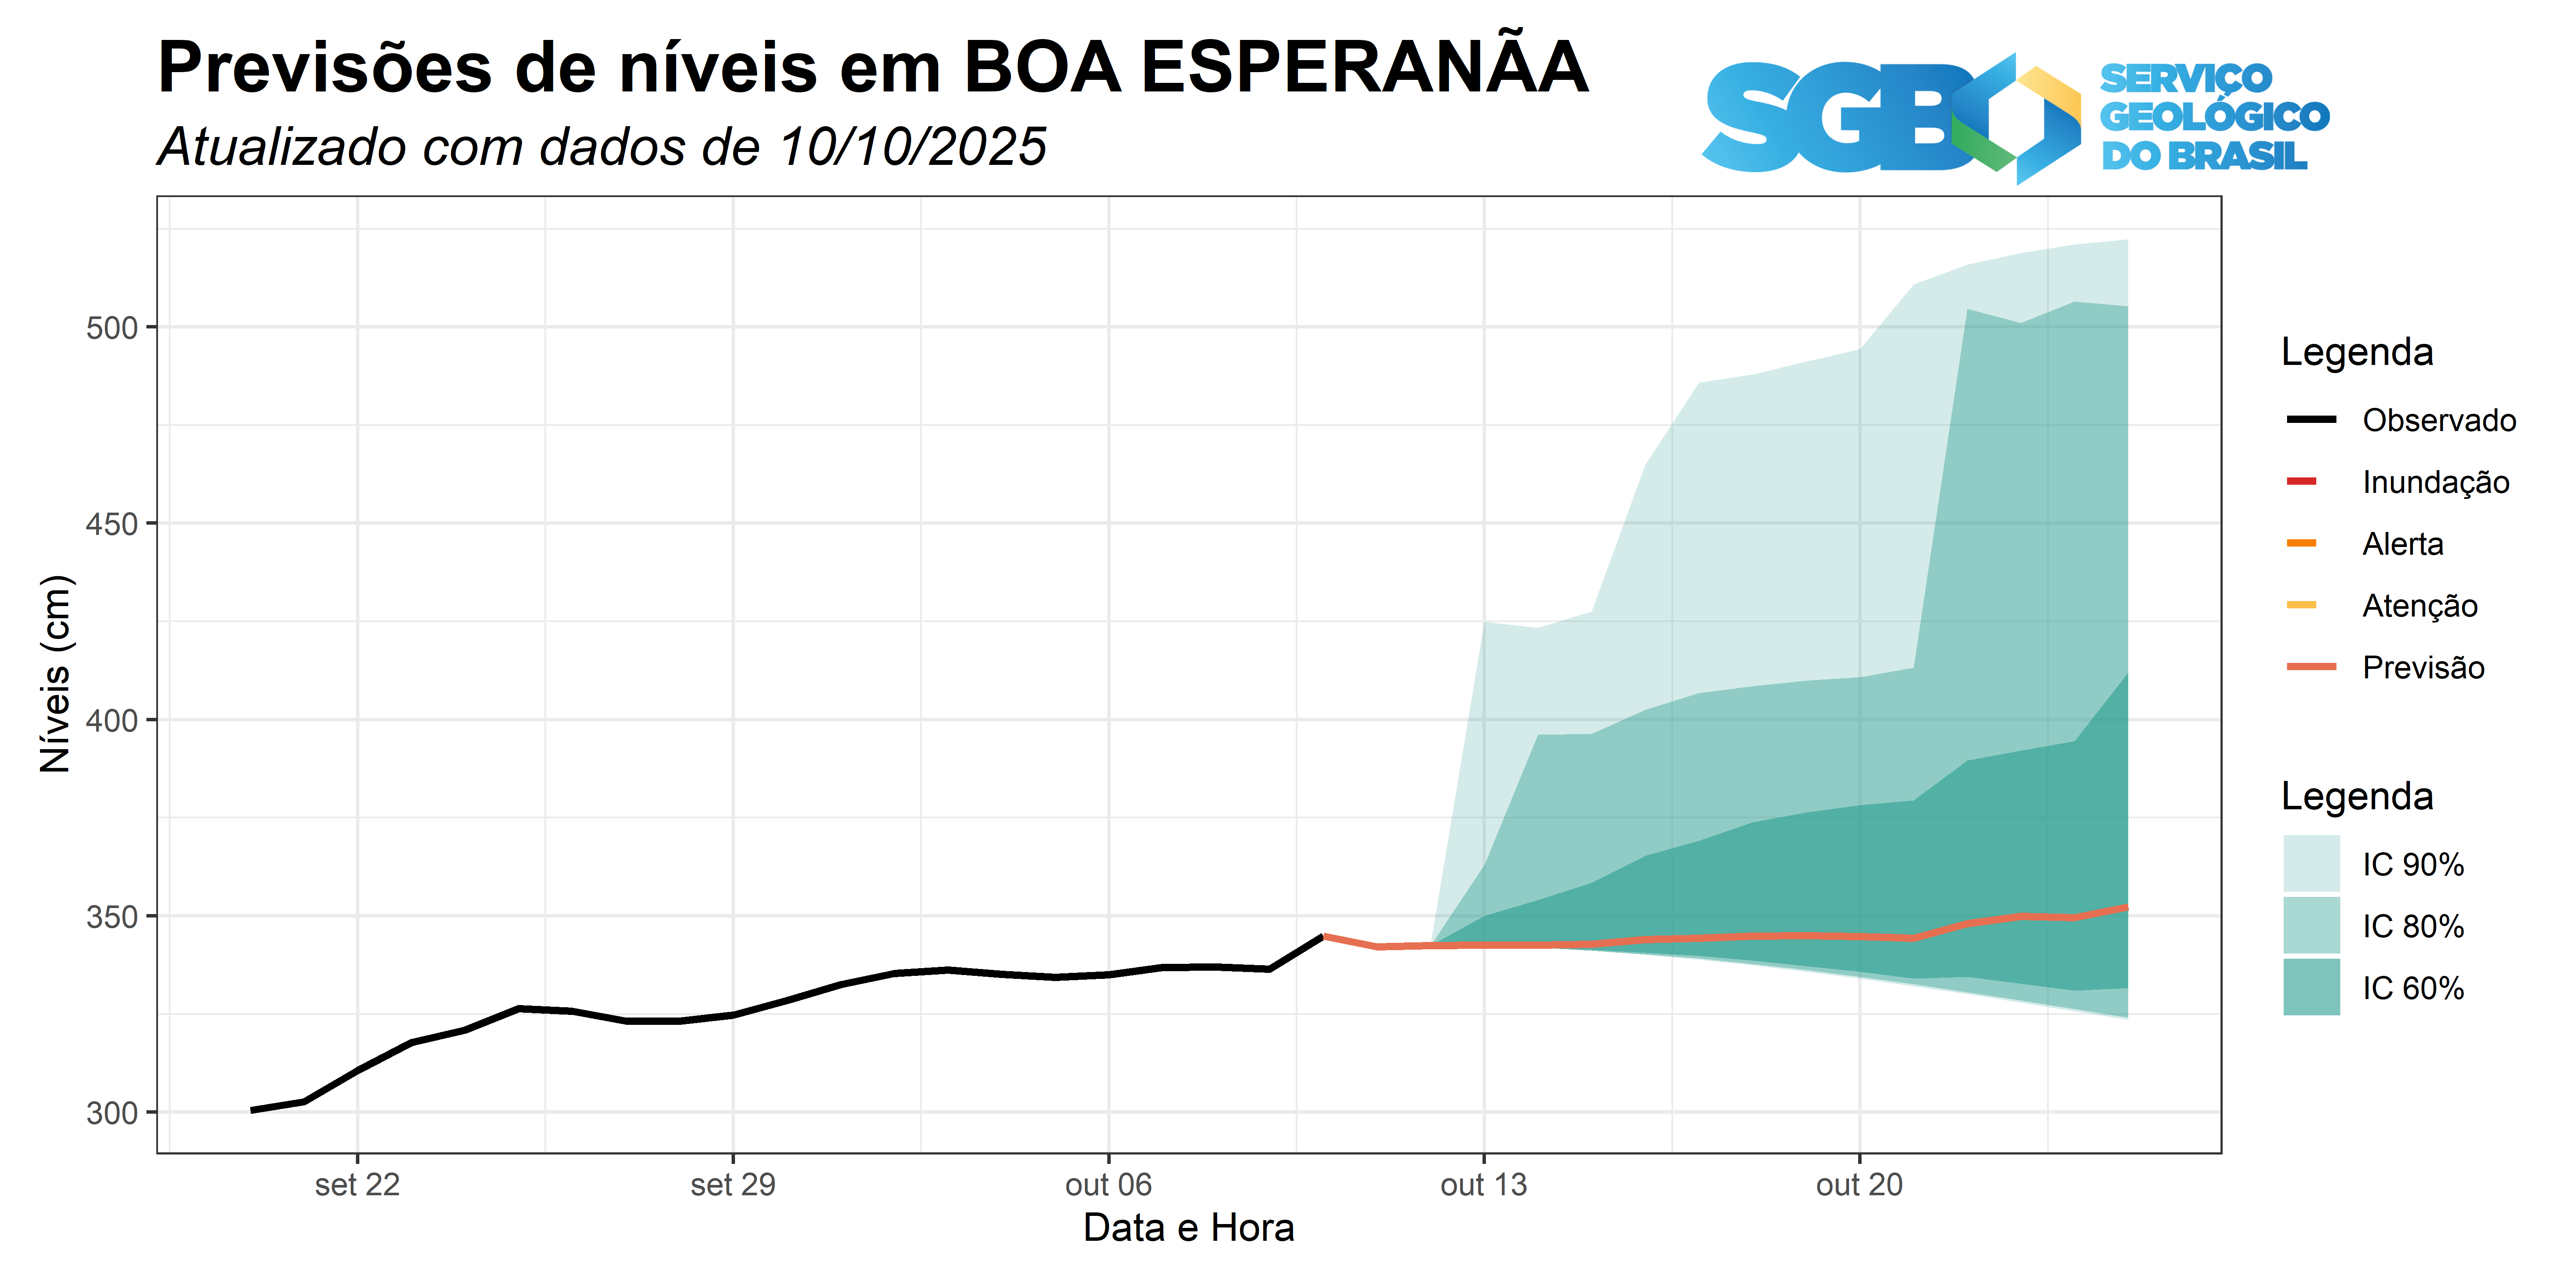 Previsões de níveis em BOA ESPERANÃA
Atualizado com dados de 10/10/2025
SGB
SERVIÇO
GEOLÓGICO
DO BRASIL
Níveis (cm)
500
450
400
350
300
set 22
set 29
out 06
out 13
out 20
Data e Hora
Legenda
Observado
Inundação
Alerta
Atenção
Previsão
Legenda
IC 90%
IC 80%
IC 60%